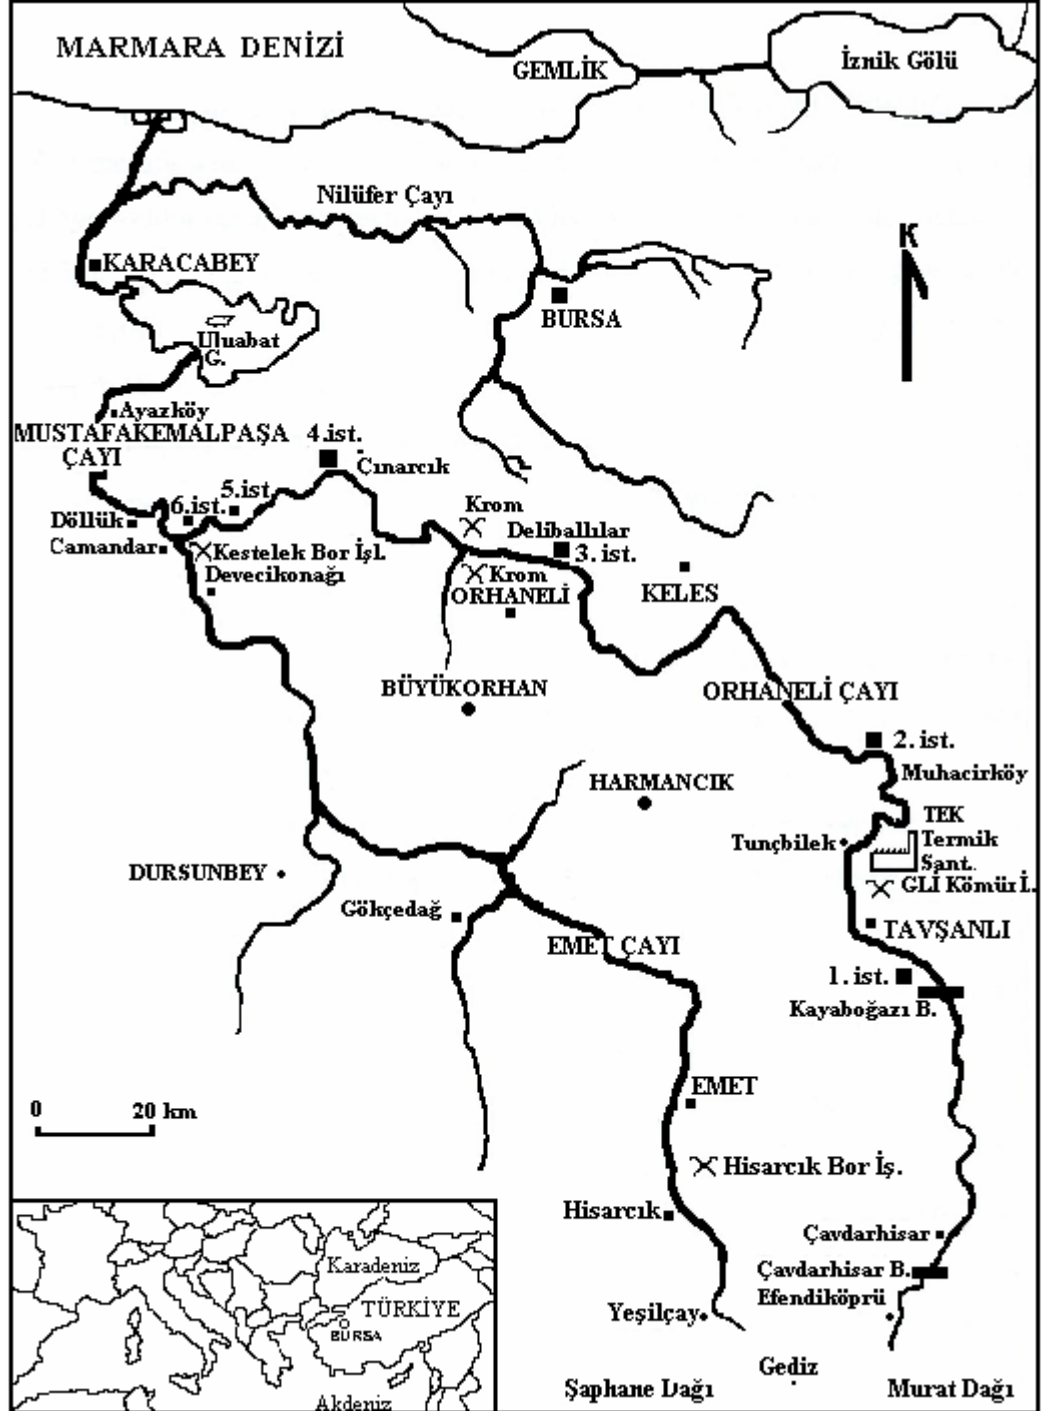 MARMARA DENİZİ
GEMLİK
İznik Gölü
Nilüfer Çayı
K
KARACABEY
BURSA
Uluabat
G.
Ayazköy
MUSTAFAKEMALPAŞA
ÇAYI
4.ist.
Çınarcık
5.ist.
6.ist.
Krom
Döllük
Deliballılar
3. ist.
Camandar
Kestelek Bor İşl.
Devecikonağı
Krom
ORHANELİ
KELES
BÜYÜKORHAN
ORHANELİ ÇAYI
2. ist.
Muhacirköy
HARMANCIK
TEK
Termik
Sant.
Tunçbilek
DURSUNBEY
GLİ Kömür İ.
Gökçedağ
TAVŞANLI
EMET ÇAYI
1. ist.
Kayaboğazı B.
EMET
0 20 km
Hisarcık Bor İş.
Hisarcık
Çavdarhisar
Çavdarhisar B.
Efendiköprü
Yeşilçay
Gediz
Şaphane Dağı
Murat Dağı
Karadeniz
TÜRKİYE
BURSA
Akdeniz